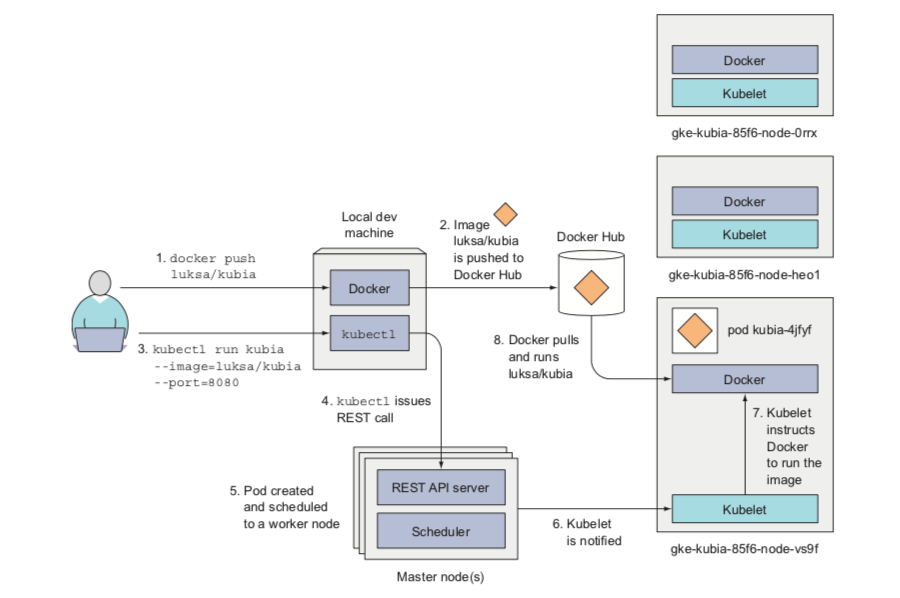 Docker
Kubelet
gke-kubia-85f6-node-0rrx
Docker
Kubelet
gke-kubia-85f6-node-heo1
Local dev
machine
2. Image
luksa/kubia
is pushed to
Docker Hub
Docker Hub
1. docker push
luksa/kubia
Docker
kubectl
3. kubectl run kubia
--image=luksa/kubia
--port=8080
8. Docker pulls
and runs
luksa/kubia
pod kubia-4jfyf
Docker
7. Kubelet
instructs
Docker
to run the
image
Kubelet
gke-kubia-85f6-node-vs9f
4. kubectl issues
REST call
5. Pod created
and scheduled
to a worker node
REST API server
Scheduler
Master node(s)
6. Kubelet
is notified